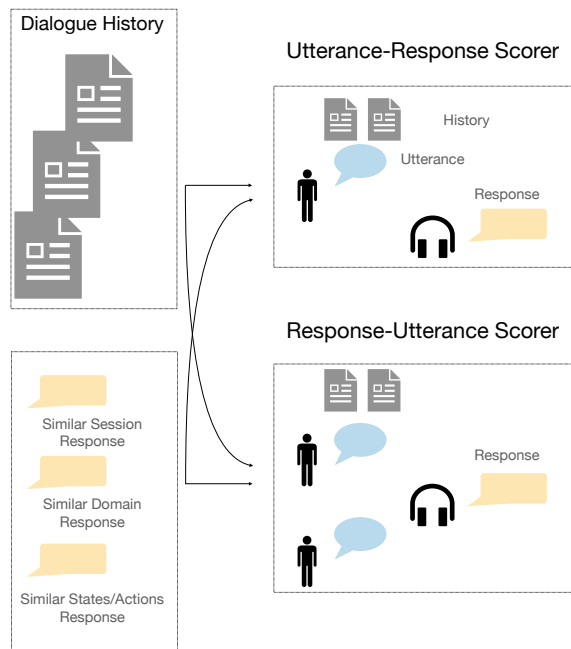 Dialogue History
Similar Session
Response
Similar Domain
Response
Similar States/Actions
Response
Utterance-Response Scorer
History
Utterance
Response
Response-Utterance Scorer
Response